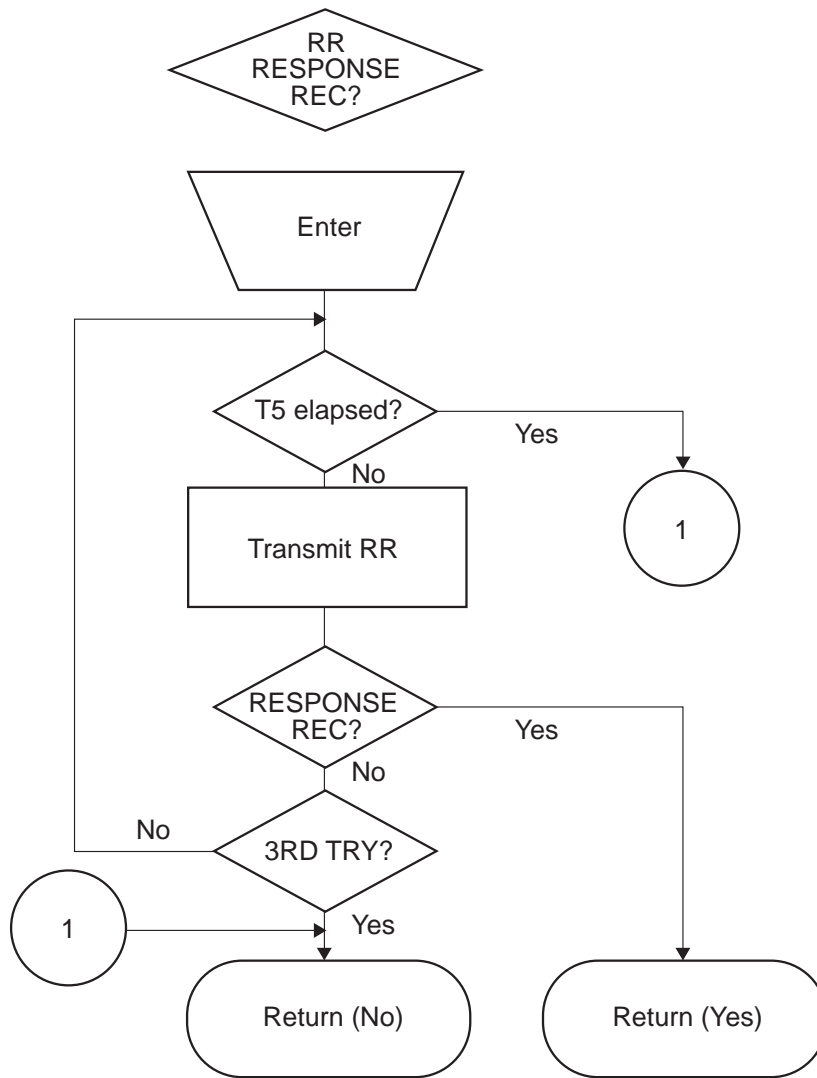 RR
RESPONSE
REC?
Enter
T5 elapsed?
Yes
No
Transmit RR
1
RESPONSE
REC?
Yes
No
No
3RD TRY?
1
Yes
Return (No)
Return (Yes)